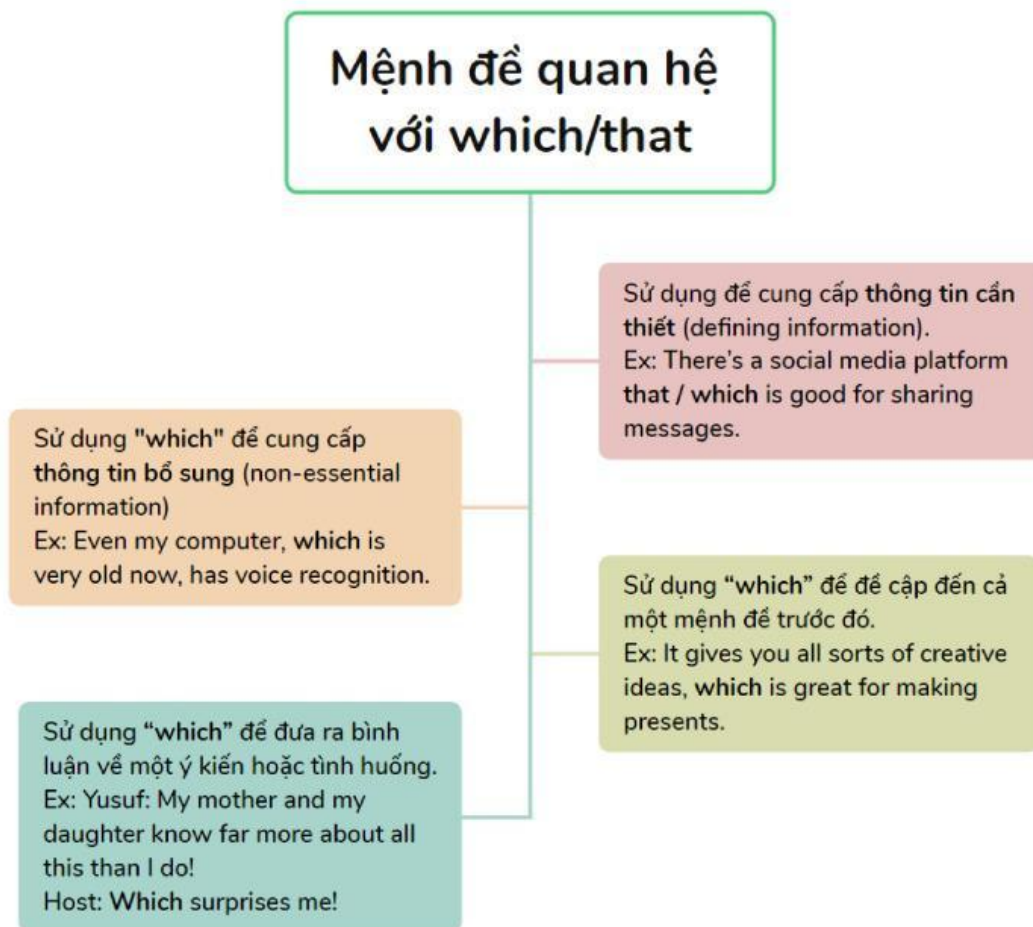 Mệnh đề quan hệ
với which/that
Sử dụng để cung cấp thông tin cần
thiết (defining information).
Ex: There's a social media platform
that / which is good for sharing
messages.
Sử dụng "which" để cung cấp
thông tin bổ sung (non-essential
information)
Ex: Even my computer, which is
very old now, has voice recognition.
Sử dụng “which” để đề cập đến cả
một mệnh đề trước đó.
Ex: It gives you all sorts of creative
ideas, which is great for making
presents.
Sử dụng “which” để đưa ra bình
luận về một ý kiến hoặc tình huống.
Ex: Yusuf: My mother and my
daughter know far more about all
this than I do!
Host: Which surprises me!